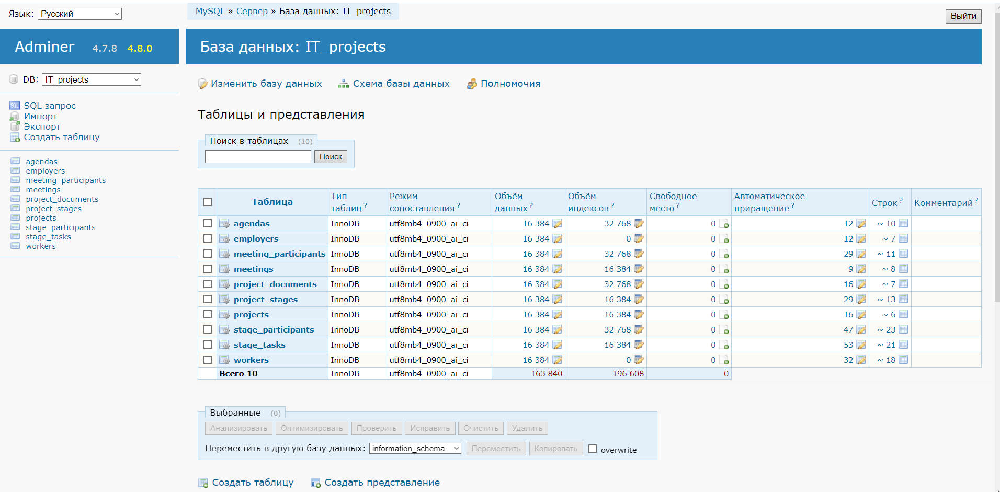 Язык: Русский
MySQL » Сервер » База данных: IT_projects
Выйти
Adminer 4.7.8 4.8.0
База данных: IT_projects
DB: IT_projects
Изменить базу данных Схема базы данных Полномочия
SQL-запрос
Импорт
Экспорт
Создать таблицу
agendas
employers
meeting_participants
meetings
project_documents
project_stages
projects
stage_participants
stage_tasks
workers
Таблицы и представления
Поиск в таблицах (10)
Поиск
Таблица Тип таблиц? Режим сопоставления? Объём данных? Объём индексов? Свободное место? Автоматическое приращение? Строк? Комментарий?
agendas InnoDB utf8mb4_0900_ai_ci 16 384 32 768 0 12 ~ 10
employers InnoDB utf8mb4_0900_ai_ci 16 384 0 0 12 ~ 7
meeting_participants InnoDB utf8mb4_0900_ai_ci 16 384 32 768 0 29 ~ 11
meetings InnoDB utf8mb4_0900_ai_ci 16 384 16 384 0 9 ~ 8
project_documents InnoDB utf8mb4_0900_ai_ci 16 384 32 768 0 16 ~ 7
project_stages InnoDB utf8mb4_0900_ai_ci 16 384 16 384 0 29 ~ 13
projects InnoDB utf8mb4_0900_ai_ci 16 384 16 384 0 16 ~ 6
stage_participants InnoDB utf8mb4_0900_ai_ci 16 384 32 768 0 47 ~ 23
stage_tasks InnoDB utf8mb4_0900_ai_ci 16 384 16 384 0 53 ~ 21
workers InnoDB utf8mb4_0900_ai_ci 16 384 0 0 32 ~ 18
Всего 10 InnoDB utf8mb4_0900_ai_ci 163 840 196 608 0
Выбранные (0)
Анализировать Оптимизировать Проверить Исправить Очистить Удалить
Переместить в другую базу данных: information_schema Переместить Копировать overwrite
Создать таблицу Создать представление